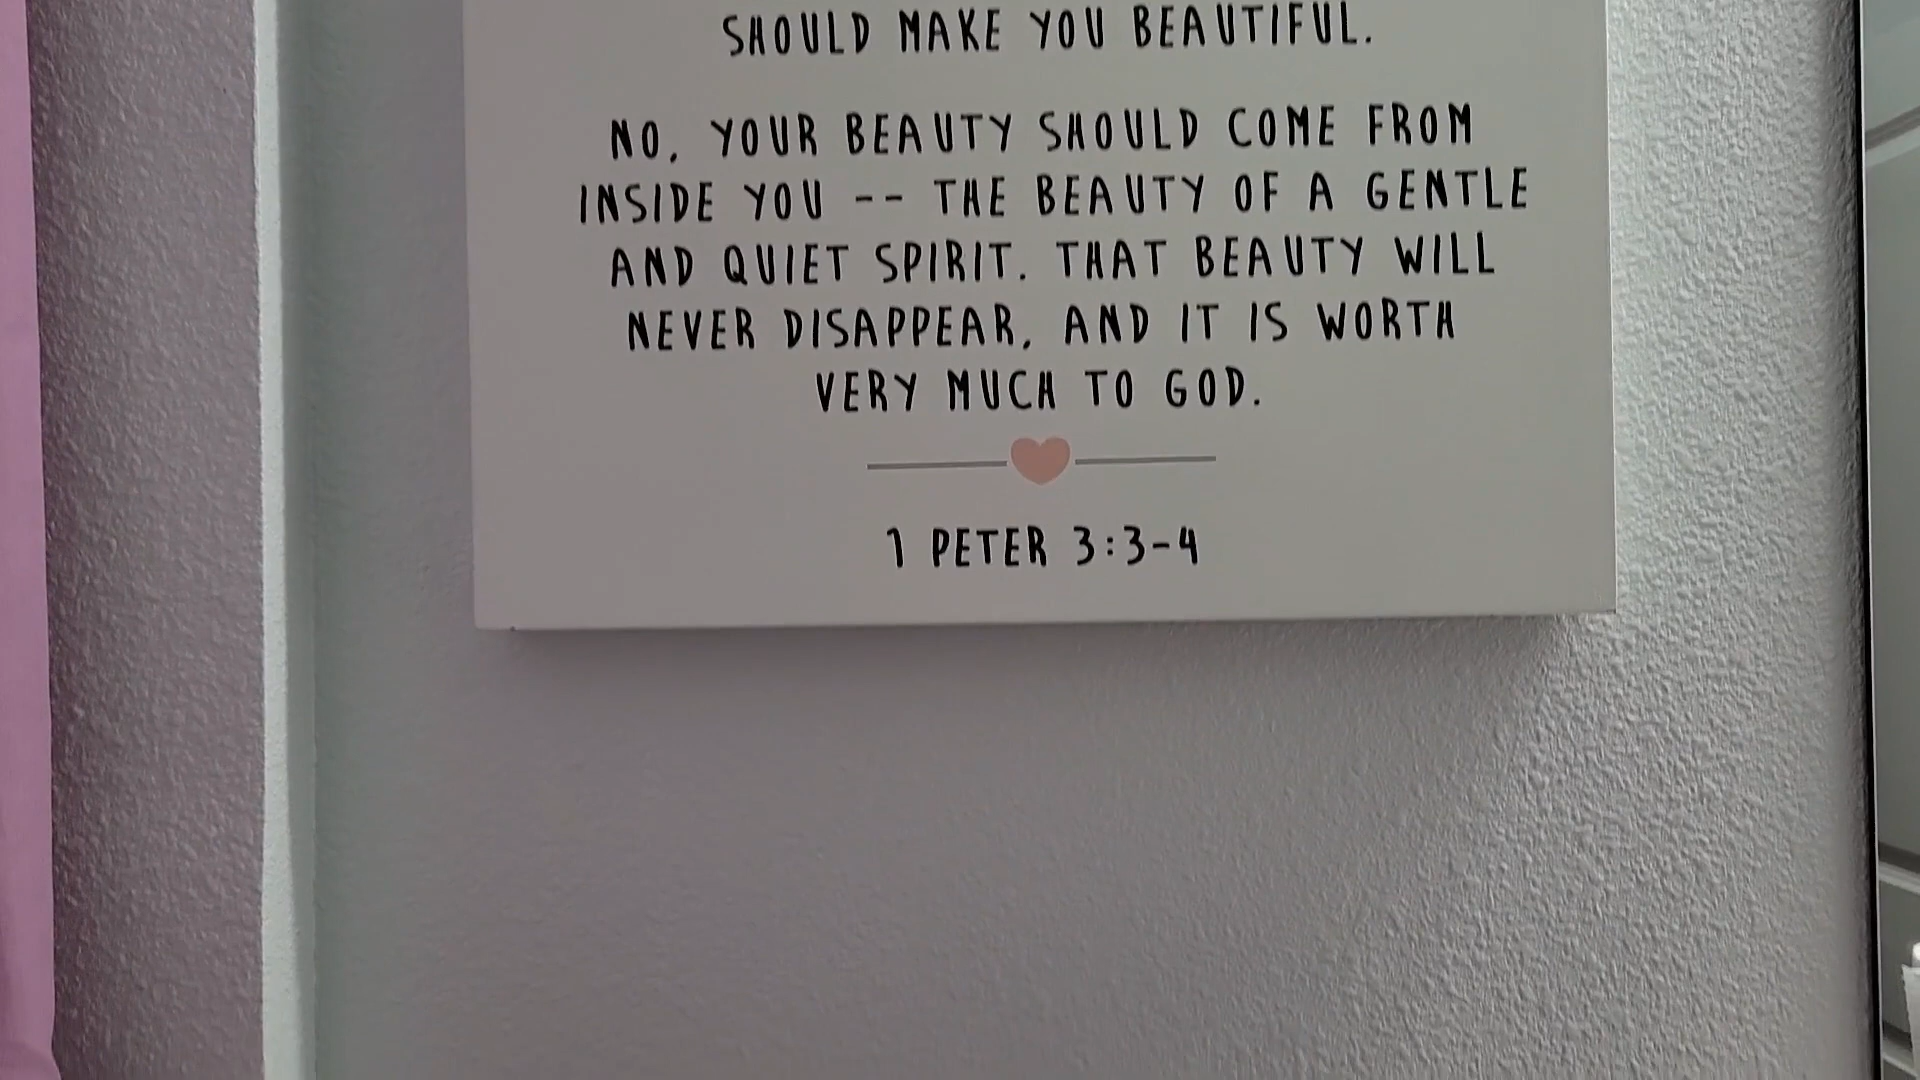 SHOULD MAKE YOU BEAUTIFUL.
NO, YOUR BEAUTY SHOULD COME FROM
INSIDE YOU -- THE BEAUTY OF A GENTLE
AND QUIET SPIRIT. THAT BEAUTY WILL
NEVER DISAPPEAR, AND IT IS WORTH
VERY MUCH TO GOD.
1 PETER 3:3-4